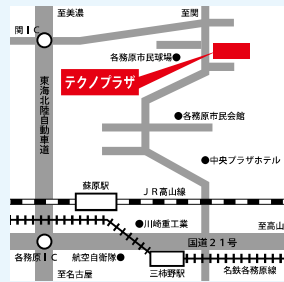 至美濃
至関
関ＩＣ
各務原市民球場
テクノプラザ
東海北陸自動車道
各務原市民会館
中央プラザホテル
蘇原駅
ＪＲ高山線
川崎重工業
至高山
国道２１号
各務原ＩＣ
航空自衛隊
三柿野駅
名鉄各務原線
至名古屋